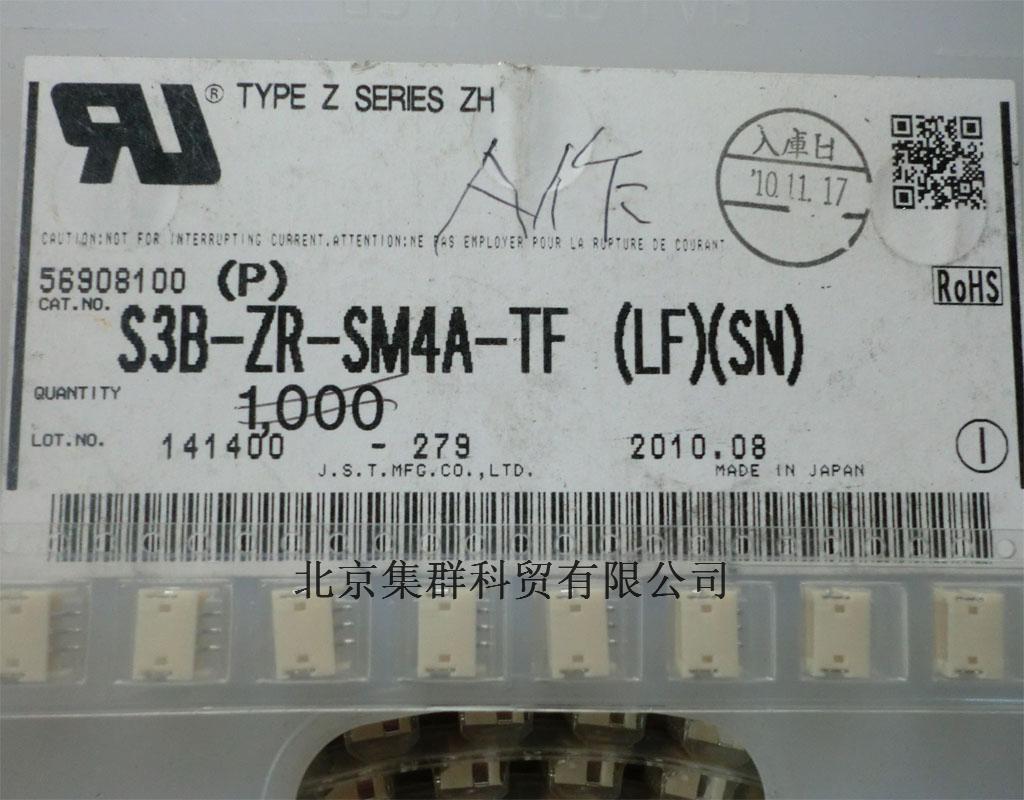 ® TYPE Z SERIES ZH
入庫日
'10.11.17
CAUTION:NOT FOR INTERRUPTING CURRENT.ATTENTION:NE PAS EMPLOYER POUR LA RUPTURE DE COURANT
56908100 (P)
RoHS
CAT.NO.
S3B-ZR-SM4A-TF (LF)(SN)
QUANTITY
1,000
LOT.NO. 141400 - 279 2010.08
1
J.S.T.MFG.CO.,LTD. MADE IN JAPAN
北京集群科贸有限公司